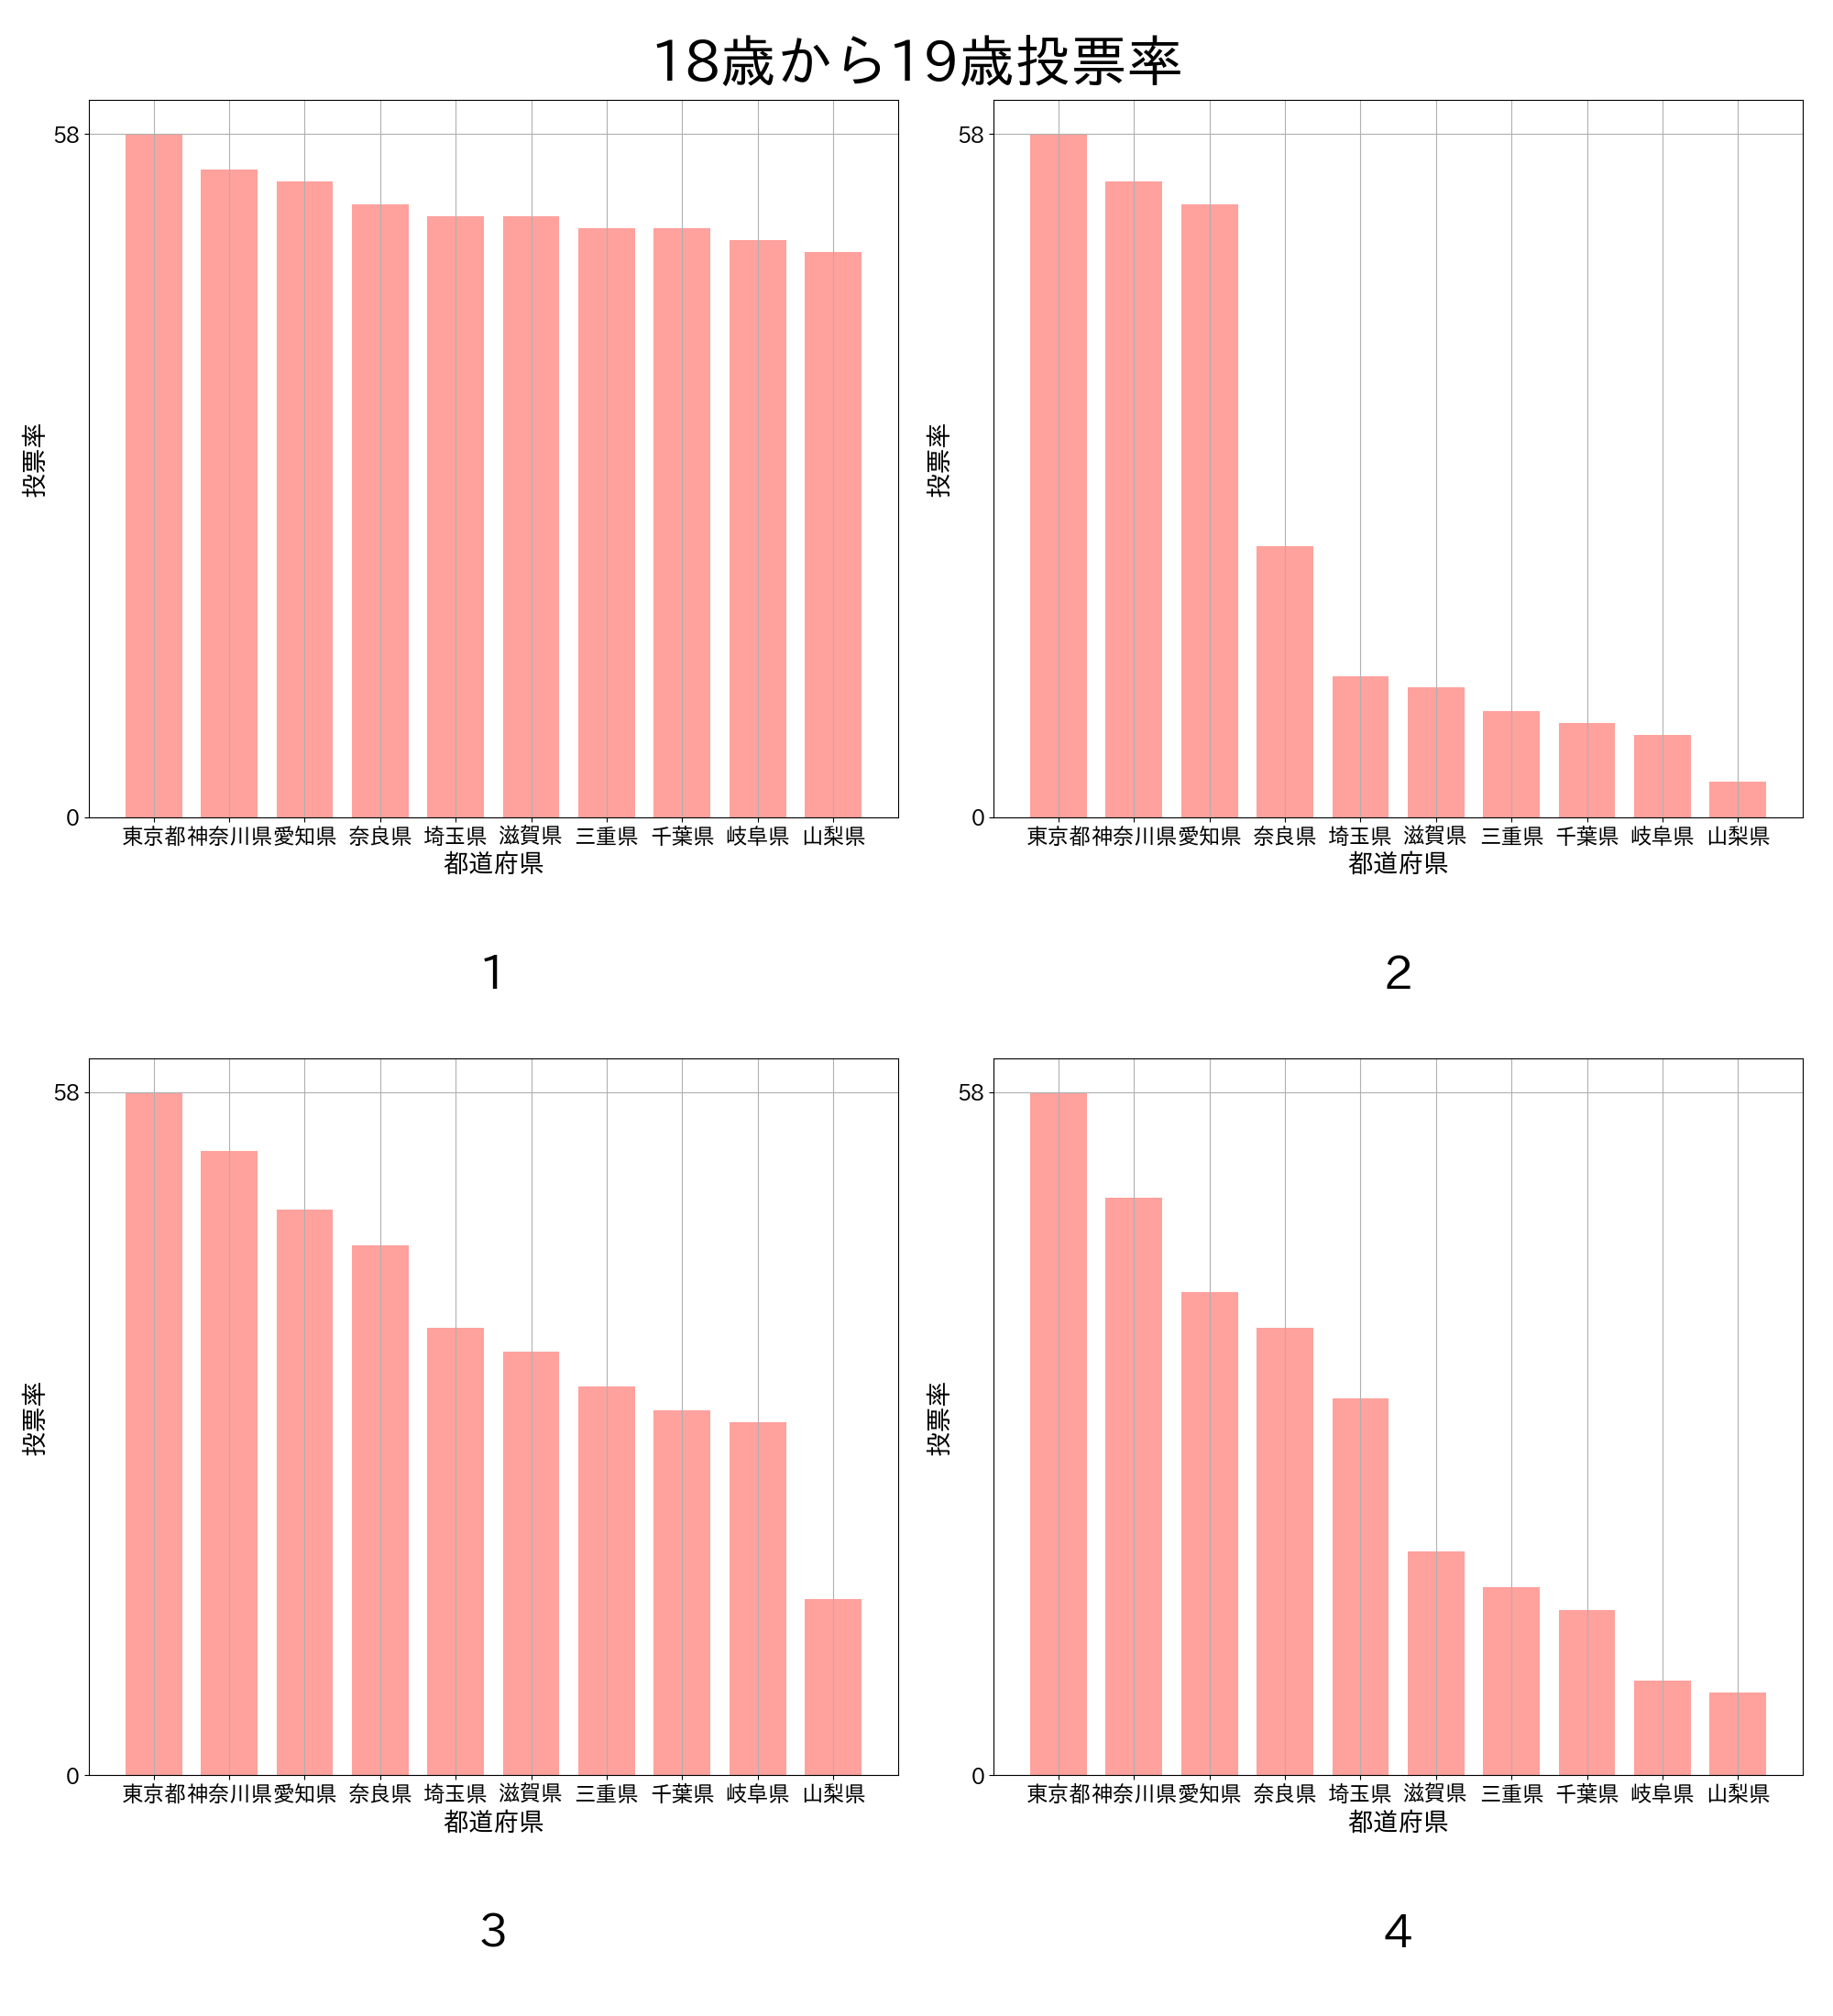 18歳から19歳投票率
58
0
投票率
東京都 神奈川県 愛知県 奈良県 埼玉県 滋賀県 三重県 千葉県 岐阜県 山梨県
都道府県
1
58
0
投票率
東京都 神奈川県 愛知県 奈良県 埼玉県 滋賀県 三重県 千葉県 岐阜県 山梨県
都道府県
2
58
0
投票率
東京都 神奈川県 愛知県 奈良県 埼玉県 滋賀県 三重県 千葉県 岐阜県 山梨県
都道府県
3
58
0
投票率
東京都 神奈川県 愛知県 奈良県 埼玉県 滋賀県 三重県 千葉県 岐阜県 山梨県
都道府県
4